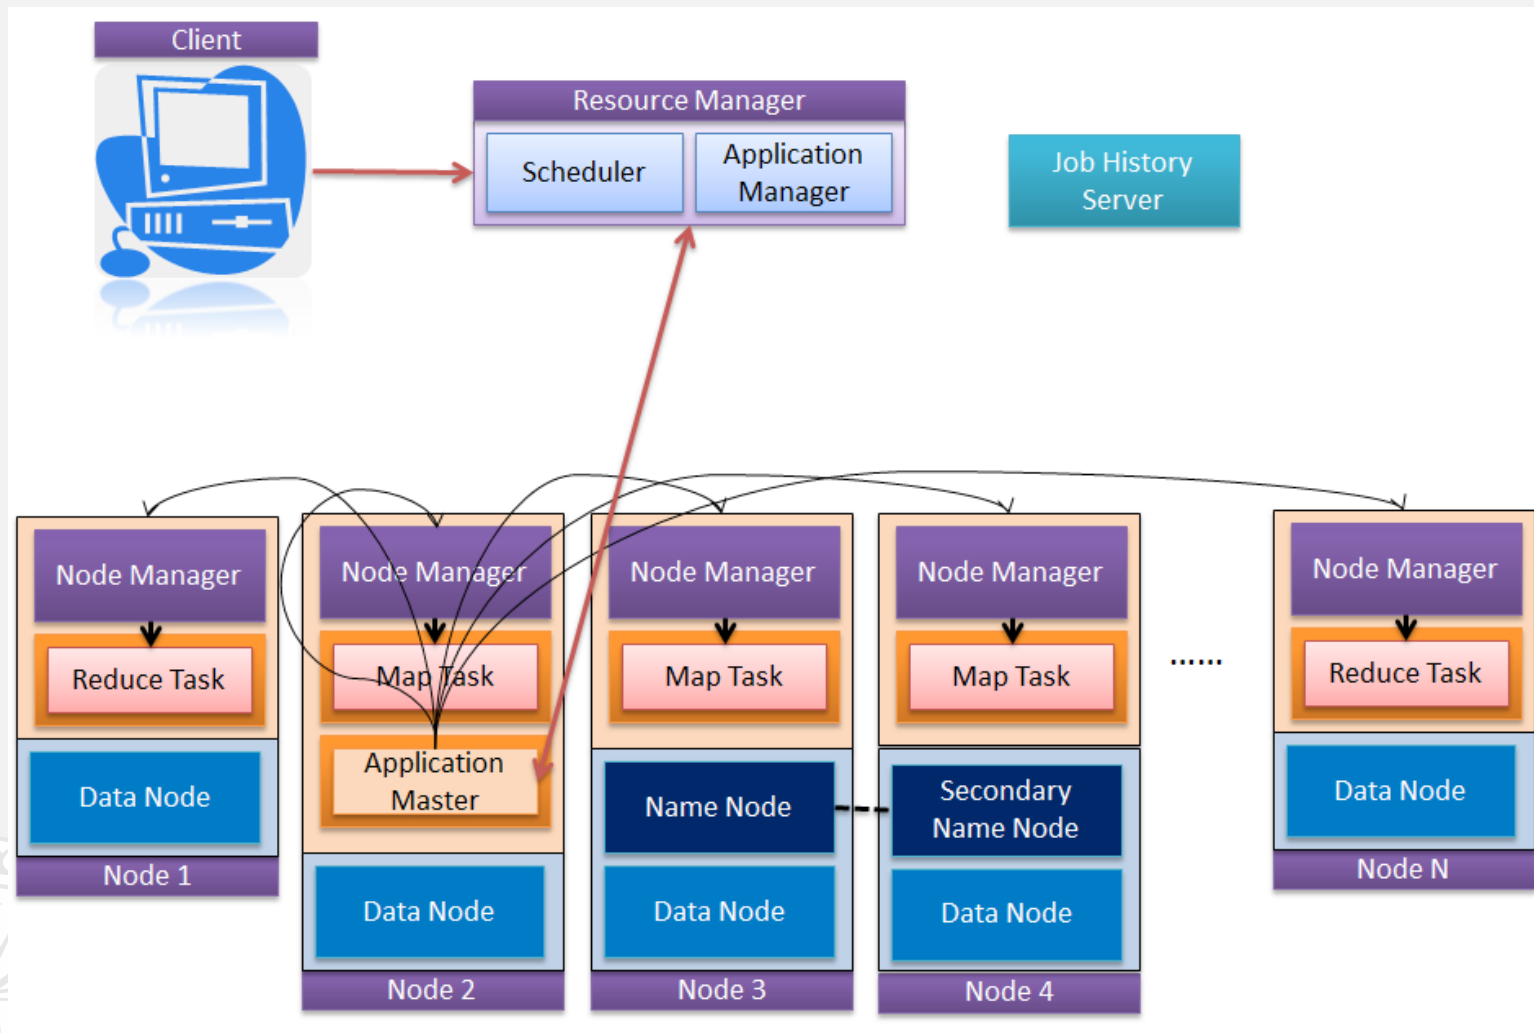 Client
Resource Manager
Scheduler
Application
Manager
Job History
Server
Node Manager
Reduce Task
Data Node
Node 1
Node Manager
Map Task
Application
Master
Data Node
Node 2
Node Manager
Map Task
Name Node
Data Node
Node 3
Node Manager
Map Task
Secondary
Name Node
Data Node
Node 4
......
Node Manager
Reduce Task
Data Node
Node N